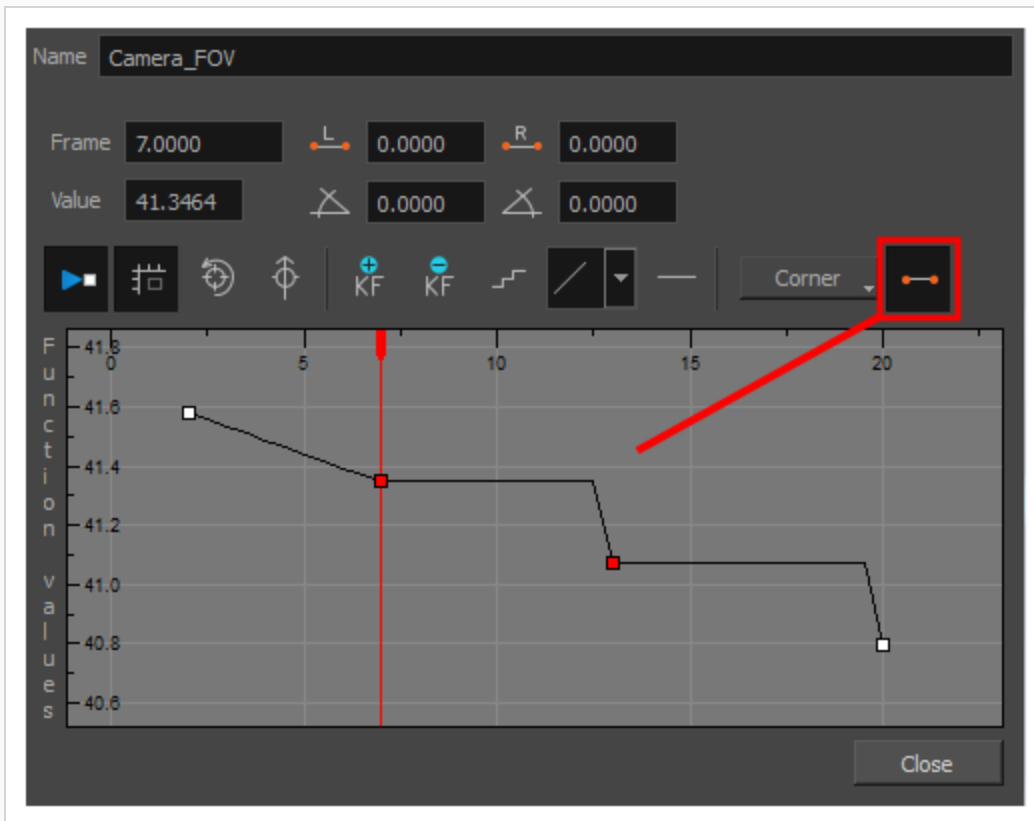 Name Camera_FOV
Frame 7.0000 L 0.0000 R 0.0000
Value 41.3464 0.0000 0.0000
KF KF Corner
Function values
41.8
0 5 10 15 20
41.6
41.4
41.2
41.0
40.8
40.6
Close